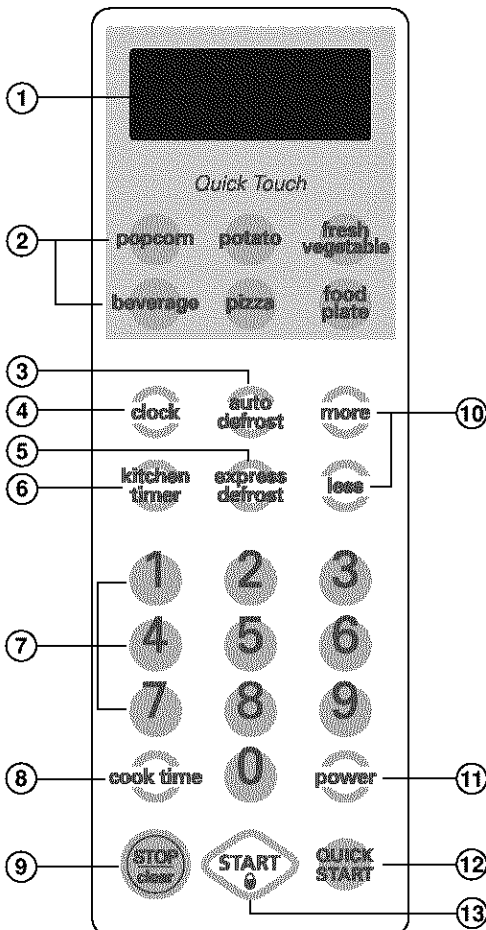 1
Quick Touch
2
popcorn potato fresh vegetable
beverage pizza food plate
3
4 clock auto defrost more 10
5
6 kitchen timer express defrost less
1 2 3
7 4 5 6
7 8 9
8 cook time 0 power 11
9 STOP clear START QUICK START 12
13